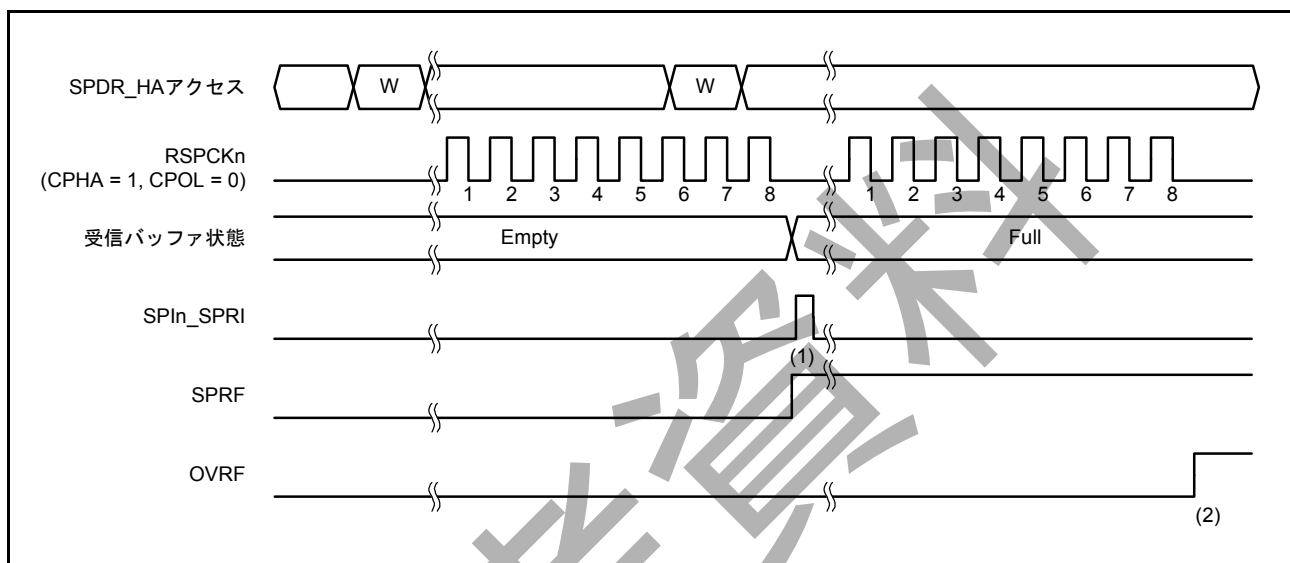 SPDR_HAアクセス
W
W
RSPCKn
(CPHA = 1, CPOL = 0)
1 2 3 4 5 6 7 8
1 2 3 4 5 6 7 8
受信バッファ状態
Empty
Full
SPIn_SPRI
(1)
SPRF
OVRF
(2)
資料